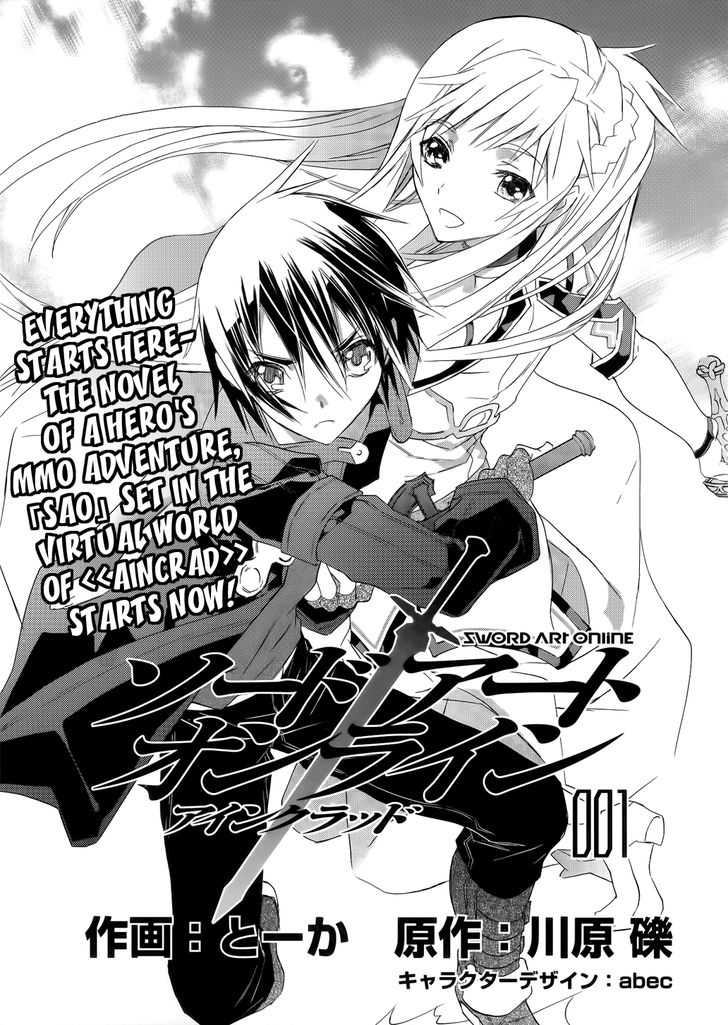 EVERYTHING
STARTS HERE-
THE NOVEL
OF A HERO'S
MMO ADVENTURE,
「SAO」 SET IN THE
VIRTUAL WORLD
OF <<AINCRAD>>
STARTS NOW!
SWORD ART ONLINE
ソードアート
オンライン
アインクラッド
001
作画:とーか 原作:川原 礫
キャラクターデザイン:abec